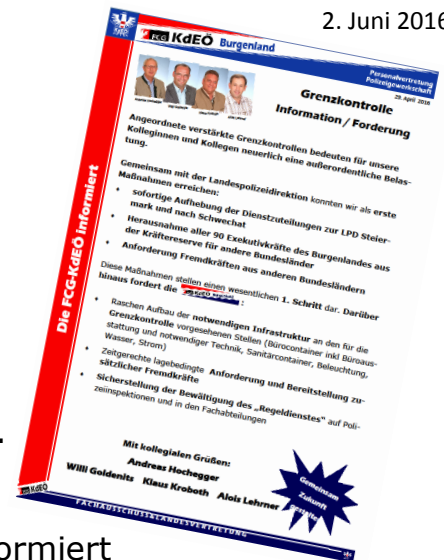 2. Juni 2016
FCG KdEÖ Burgenland
Personalvertretung
Polizeigewerkschaft
29. April 2016
Grenzkontrolle
Information / Forderung
Angeordnete verstärkte Grenzkontrollen bedeuten für unsere
Kolleginnen und Kollegen neuerlich eine außerordentliche Belas-
tung.
Gemeinsam mit der Landespolizeidirektion konnten wir als erste
Maßnahmen erreichen:
• sofortige Aufhebung der Dienstzuteilungen zur LPD Steier-
mark und nach Schwechat
• Herausnahme aller 90 Exekutivkräfte des Burgenlandes aus
der Kräftereserve für andere Bundesländer
• Anforderung Fremdkräften aus anderen Bundesländern
Diese Maßnahmen stellen einen wesentlichen 1. Schritt dar. Darüber
hinaus fordert die :
• Raschen Aufbau der notwendigen Infrastruktur an den für die
Grenzkontrolle vorgesehenen Stellen (Bürocontainer inkl Büroaus-
stattung und notwendiger Technik, Sanitärcontainer, Beleuchtung,
Wasser, Strom)
• Zeitgerechte lagebedingte Anforderung und Bereitstellung zu-
sätzlicher Fremdkräfte
• Sicherstellung der Bewältigung des „Regeldienstes“ auf Poli-
zeiinspektionen und in den Fachabteilungen
Mit kollegialen Grüßen:
Andreas Hochegger
Willi Goldenits Klaus Kroboth Alois Lehrner
Gemeinsam
Zukunft
gestalten
Die FCG-KdEÖ informiert
KdEÖ
FACHAUSSCHUSSALANDESVERTRETUNG
.
ormiert